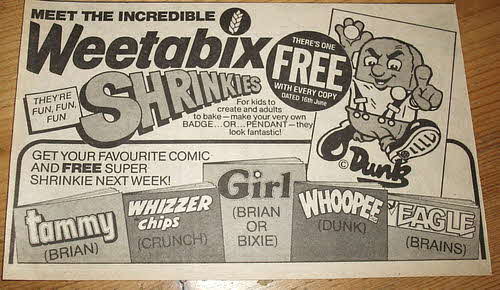 MEET THE INCREDIBLE
Weetabix
SHRINKIES
THERE'S ONE
FREE
WITH EVERY COPY
DATED 16th June
THEY'RE
FUN, FUN,
FUN
For kids to
create and adults
to bake—make your very own
BADGE...OR...PENDANT—they
look fantastic!
© Dunk
GET YOUR FAVOURITE COMIC
AND FREE SUPER
SHRINKIE NEXT WEEK!
tammy
(BRIAN)
WHIZZER
chips
(CRUNCH)
Girl
(BRIAN
OR
BIXIE)
WHOOPEE
(DUNK)
EAGLE
(BRAINS)